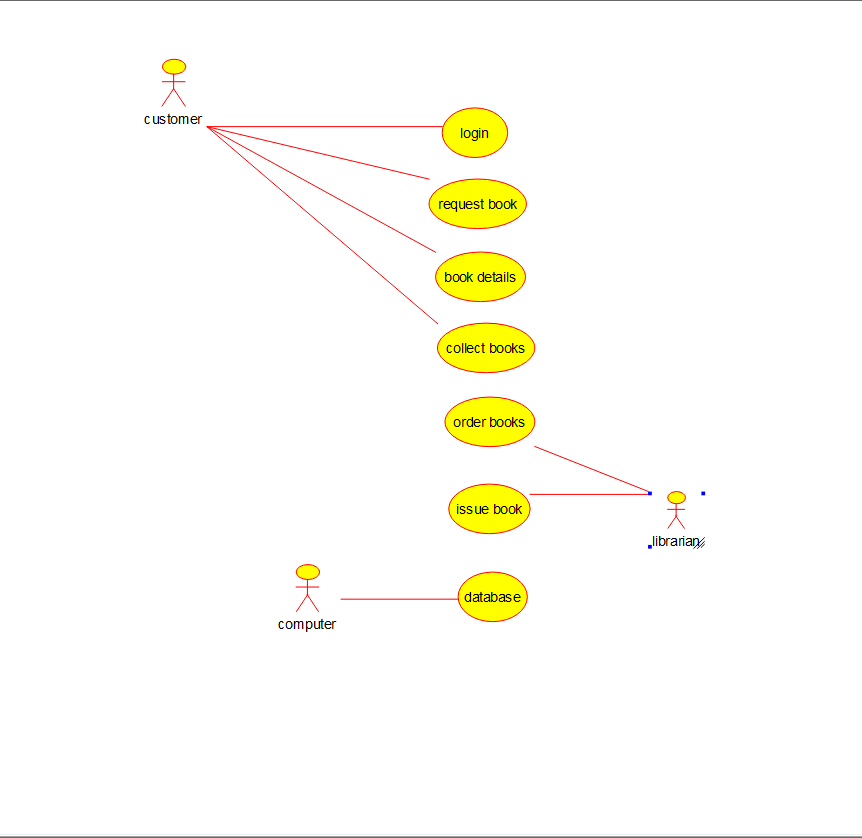 customer
login
request book
book details
collect books
order books
issue book
librarian
database
computer